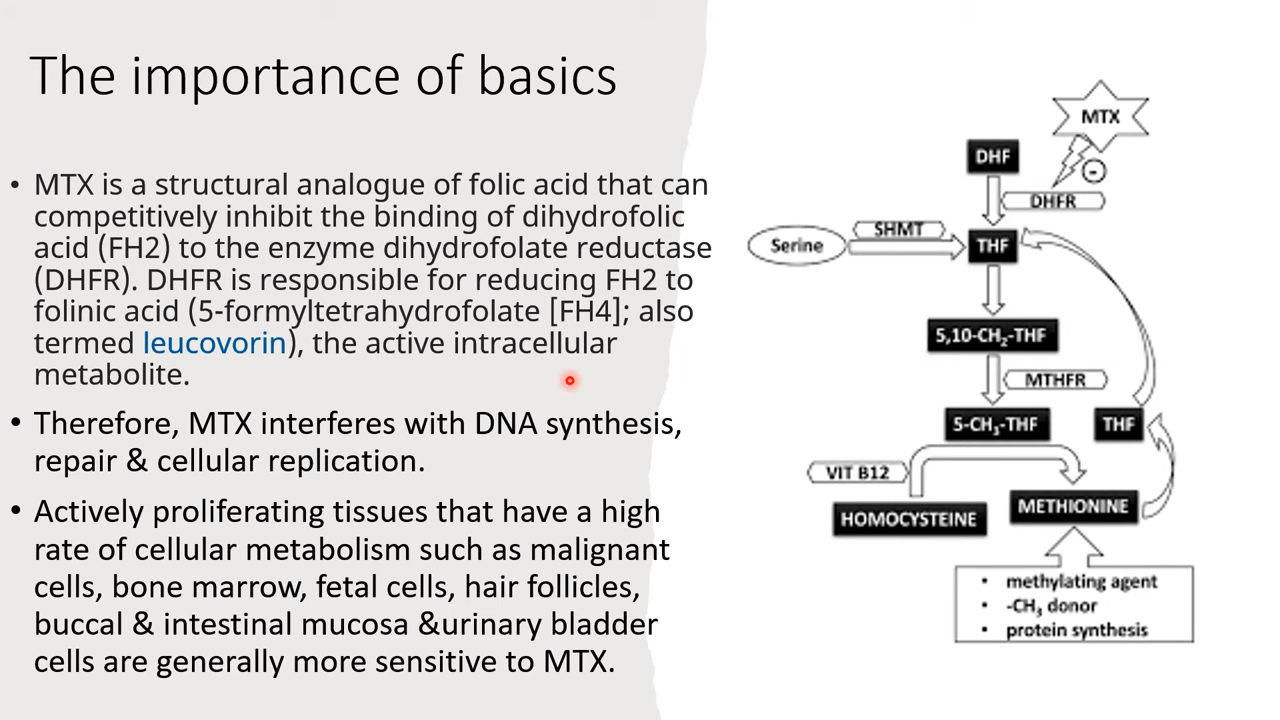 The importance of basics
• MTX is a structural analogue of folic acid that can
competitively inhibit the binding of dihydrofolic
acid (FH2) to the enzyme dihydrofolate reductase
(DHFR). DHFR is responsible for reducing FH2 to
folinic acid (5-formyltetrahydrofolate [FH4]; also
termed leucovorin), the active intracellular
metabolite.
• Therefore, MTX interferes with DNA synthesis,
repair & cellular replication.
• Actively proliferating tissues that have a high
rate of cellular metabolism such as malignant
cells, bone marrow, fetal cells, hair follicles,
buccal & intestinal mucosa &urinary bladder
cells are generally more sensitive to MTX.
MTX
DHF
-
DHFR
SHMT
Serine
THF
5,10-CH₂-THF
MTHFR
5-CH₃-THF
THF
VIT B12
HOMOCYSTEINE
METHIONINE
• methylating agent
• -CH₃ donor
• protein synthesis